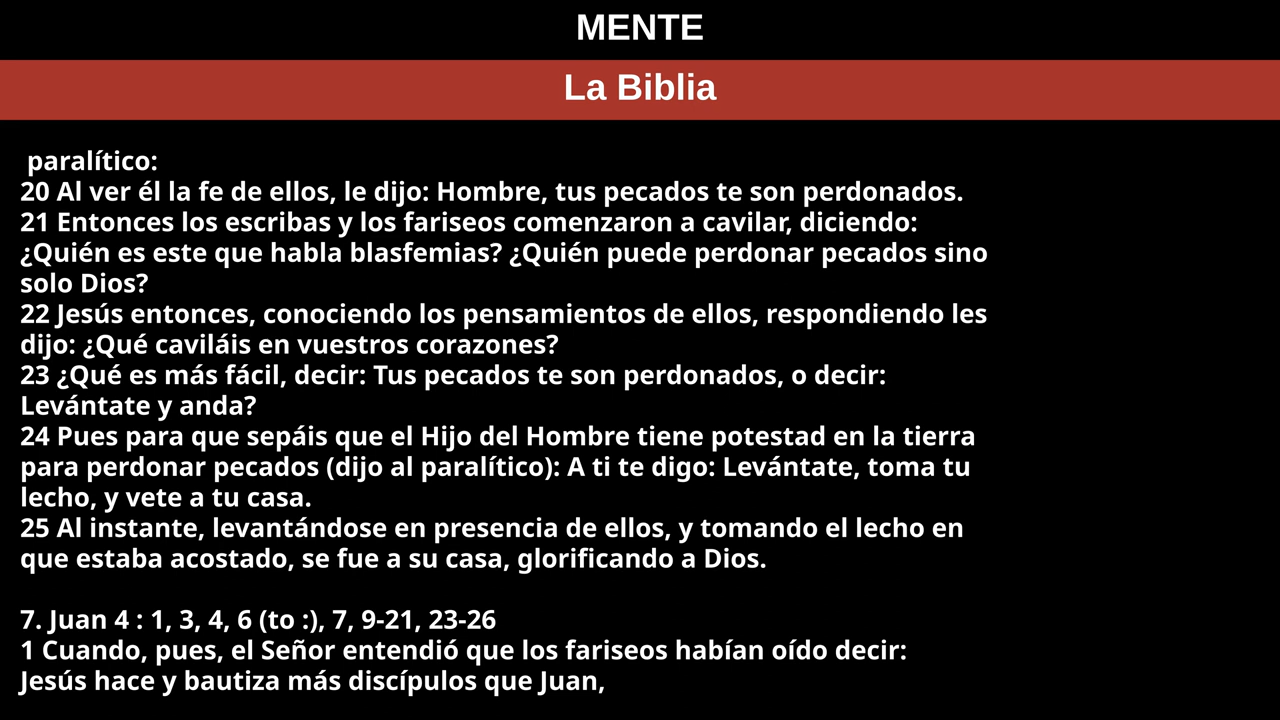 MENTE
La Biblia
paralítico:
20 Al ver él la fe de ellos, le dijo: Hombre, tus pecados te son perdonados.
21 Entonces los escribas y los fariseos comenzaron a cavilar, diciendo:
¿Quién es este que habla blasfemias? ¿Quién puede perdonar pecados sino
solo Dios?
22 Jesús entonces, conociendo los pensamientos de ellos, respondiendo les
dijo: ¿Qué caviláis en vuestros corazones?
23 ¿Qué es más fácil, decir: Tus pecados te son perdonados, o decir:
Levántate y anda?
24 Pues para que sepáis que el Hijo del Hombre tiene potestad en la tierra
para perdonar pecados (dijo al paralítico): A ti te digo: Levántate, toma tu
lecho, y vete a tu casa.
25 Al instante, levantándose en presencia de ellos, y tomando el lecho en
que estaba acostado, se fue a su casa, glorificando a Dios.
7. Juan 4 : 1, 3, 4, 6 (to :), 7, 9-21, 23-26
1 Cuando, pues, el Señor entendió que los fariseos habían oído decir:
Jesús hace y bautiza más discípulos que Juan,